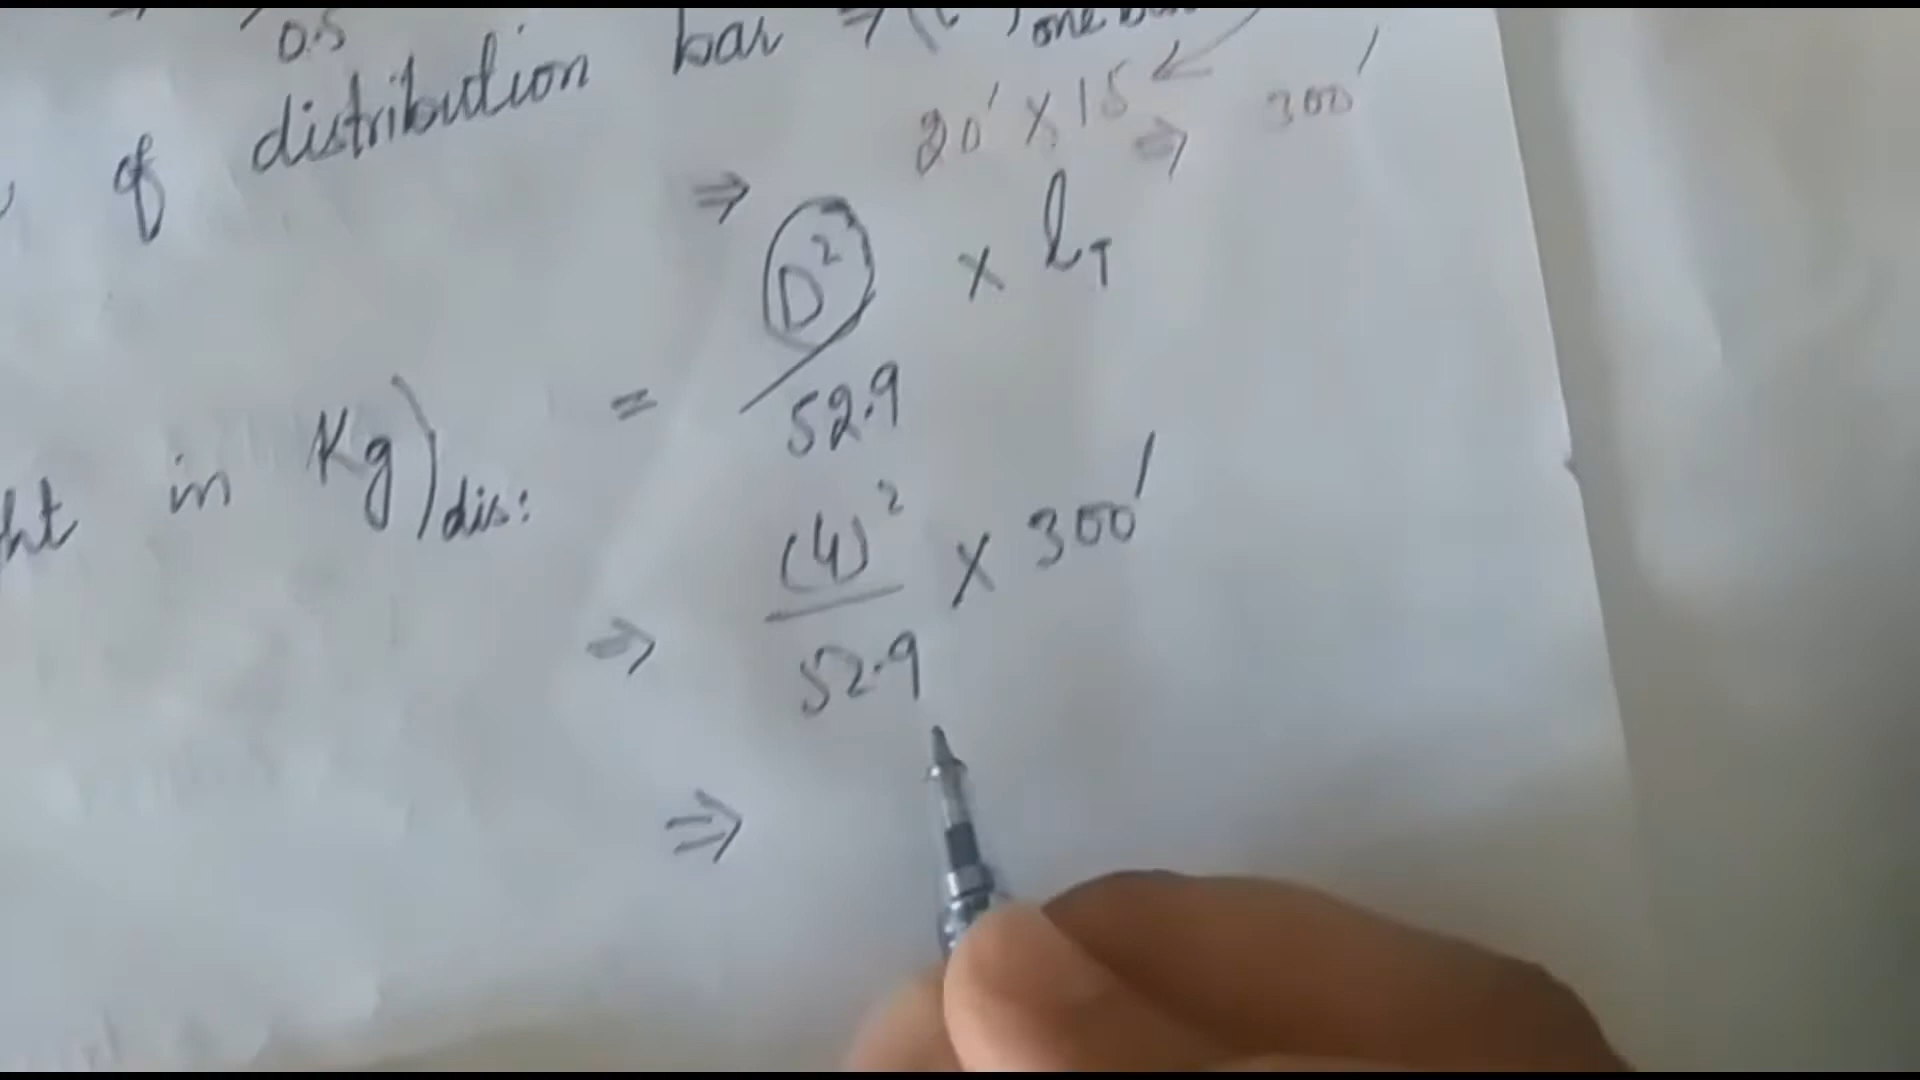 0.5
of distribution bar ⇒ one
⇒ 20' X 15 ⇒ 300'
in Kg) dis: = D² / 52.9 x lT
⇒ (4)² / 52.9 x 300'
⇒